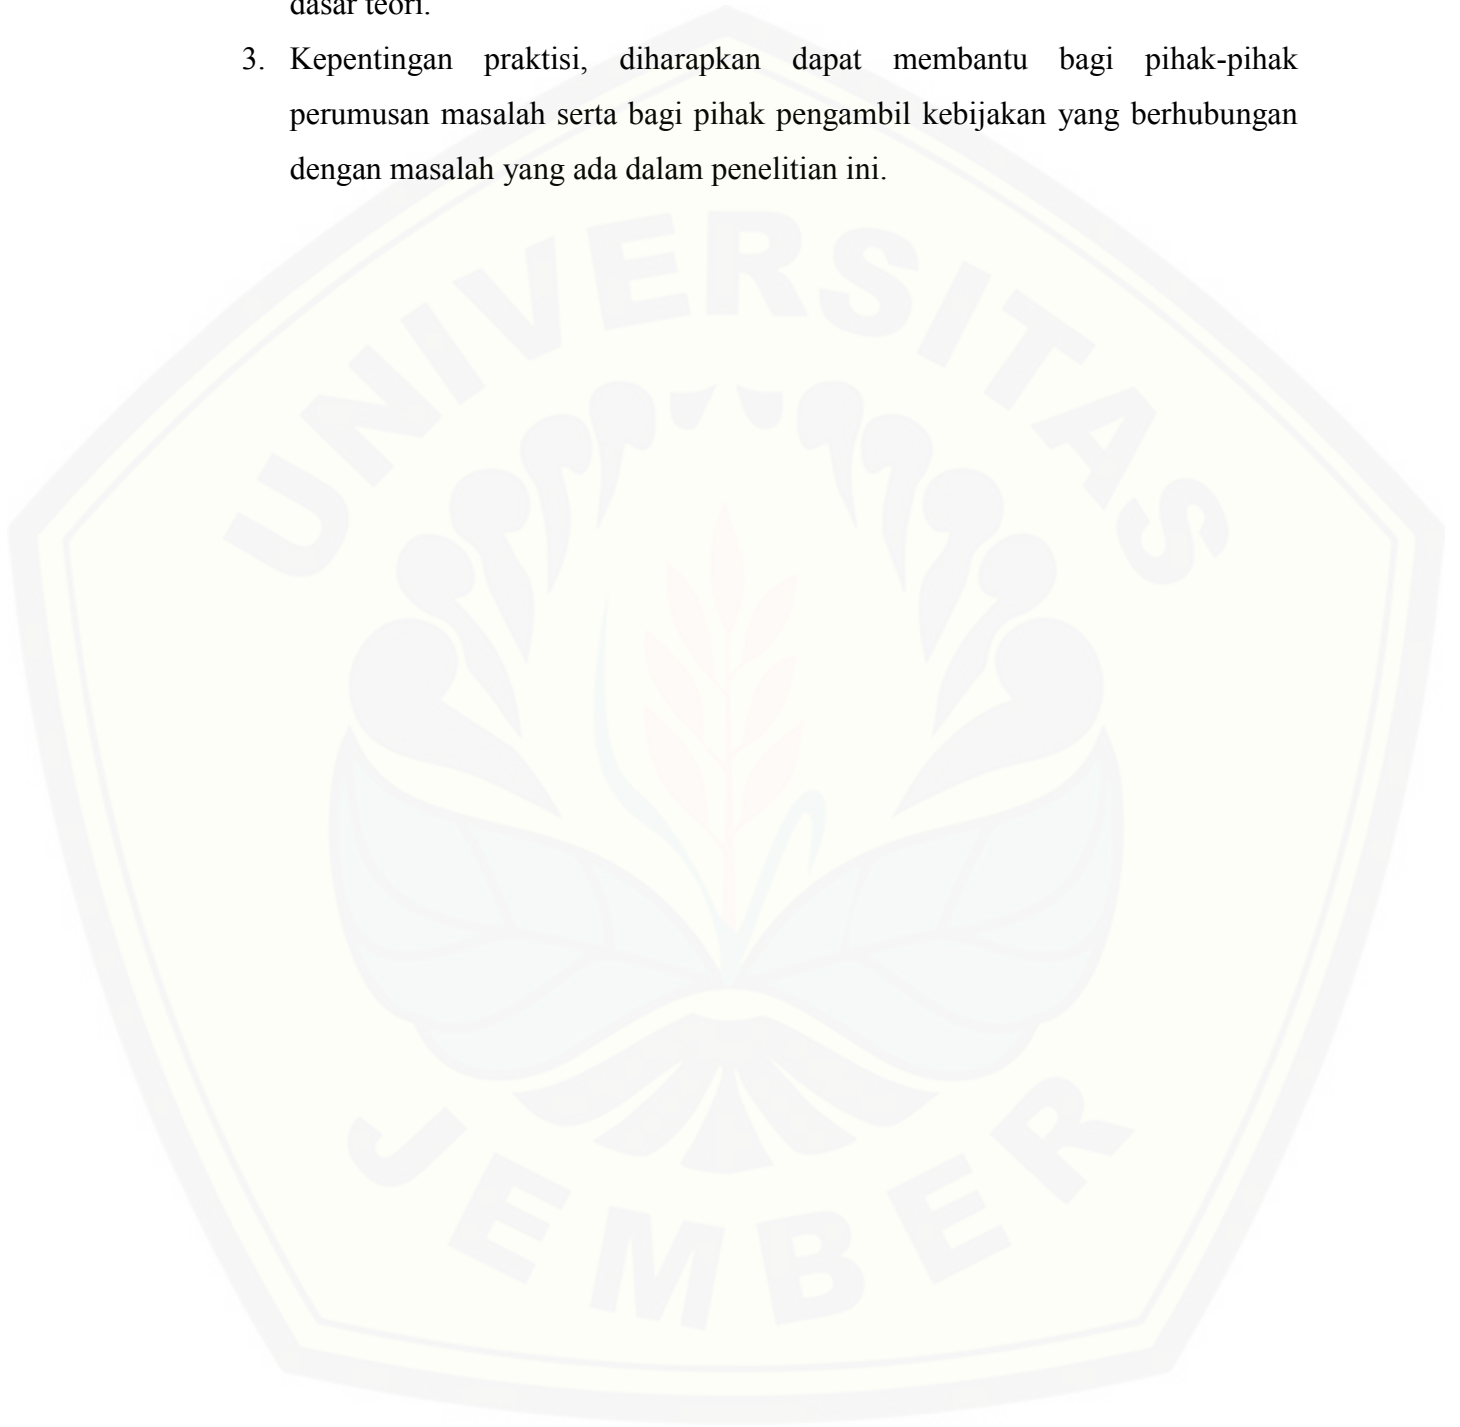 dasar teori.
3. Kepentingan praktisi, diharapkan dapat membantu bagi pihak-pihak
perumusan masalah serta bagi pihak pengambil kebijakan yang berhubungan
dengan masalah yang ada dalam penelitian ini.
UNIVERSITAS
JEMBER